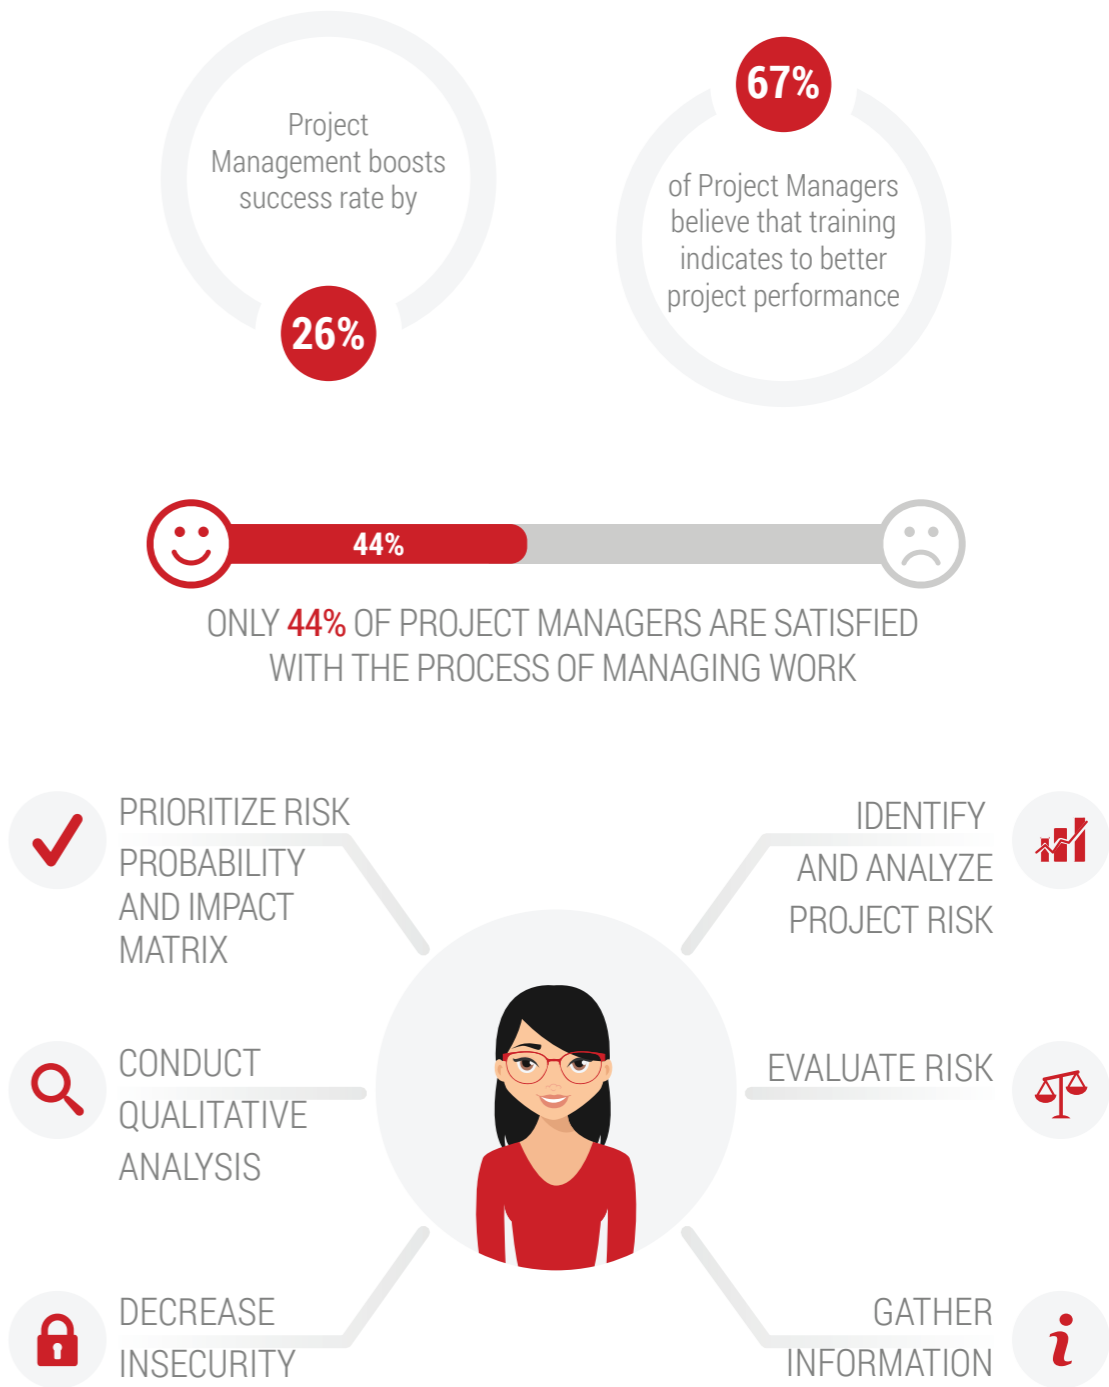 Project
Management boosts
success rate by
26%
67%
of Project Managers
believe that training
indicates to better
project performance
44%
ONLY 44% OF PROJECT MANAGERS ARE SATISFIED
WITH THE PROCESS OF MANAGING WORK
PRIORITIZE RISK
PROBABILITY
AND IMPACT
MATRIX
IDENTIFY
AND ANALYZE
PROJECT RISK
CONDUCT
QUALITATIVE
ANALYSIS
EVALUATE RISK
DECREASE
INSECURITY
GATHER
INFORMATION
i